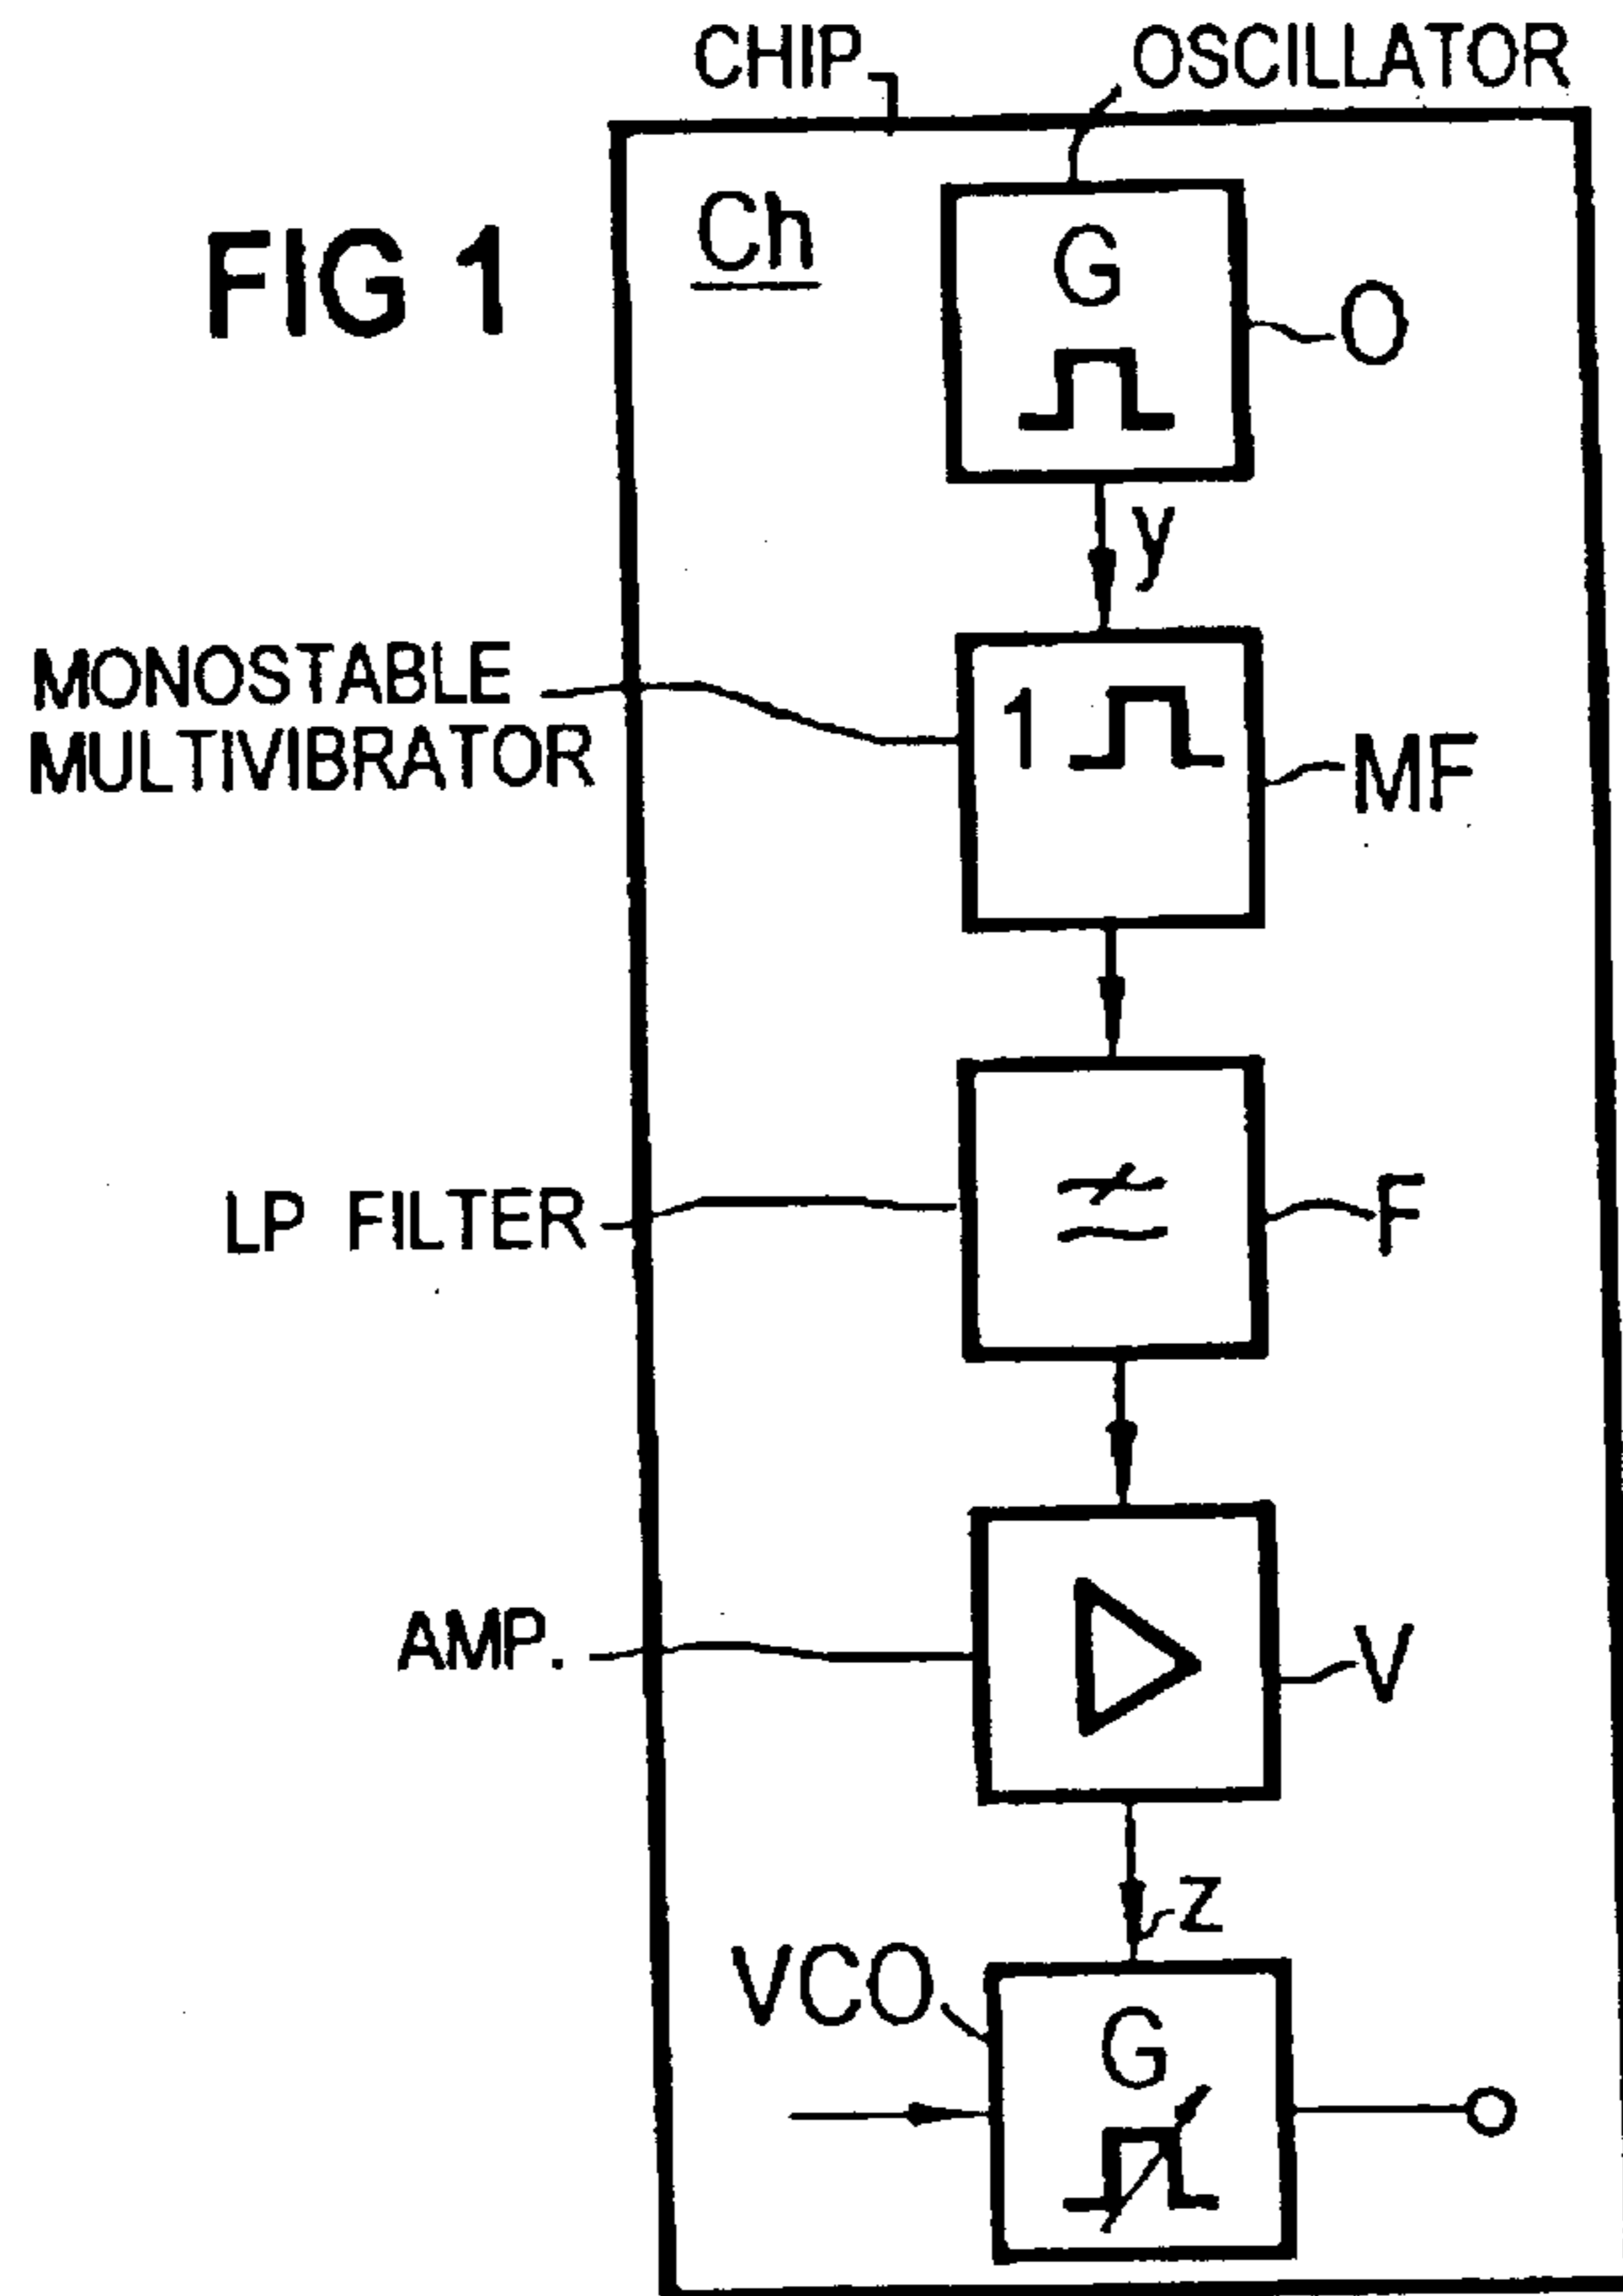 CHIP
OSCILLATOR
FIG 1
Ch
G
O
y
MONOSTABLE
MULTIVIBRATOR
1
MF
LP FILTER
F
AMP.
V
z
VCO
G